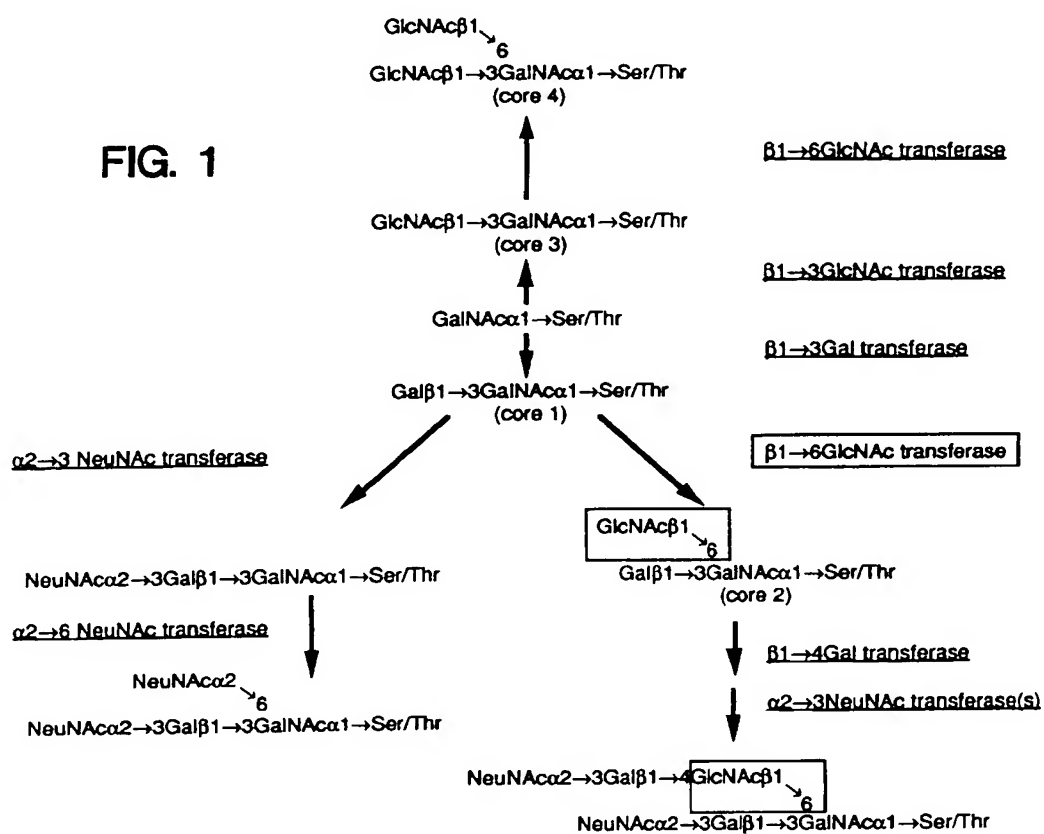 GlcNAcβ1
↘6
GlcNAcβ1→3GalNAcα1→Ser/Thr
(core 4)
FIG. 1
β1→6GlcNAc transferase
GlcNAcβ1→3GalNAcα1→Ser/Thr
(core 3)
β1→3GlcNAc transferase
GalNAcα1→Ser/Thr
β1→3Gal transferase
Galβ1→3GalNAcα1→Ser/Thr
(core 1)
α2→3 NeuNAc transferase
β1→6GlcNAc transferase
GlcNAcβ1
↘6
Galβ1→3GalNAcα1→Ser/Thr
(core 2)
NeuNAcα2→3Galβ1→3GalNAcα1→Ser/Thr
α2→6 NeuNAc transferase
β1→4Gal transferase
NeuNAcα2
↘6
NeuNAcα2→3Galβ1→3GalNAcα1→Ser/Thr
α2→3NeuNAc transferase(s)
NeuNAcα2→3Galβ1→4GlcNAcβ1
↘6
NeuNAcα2→3Galβ1→3GalNAcα1→Ser/Thr